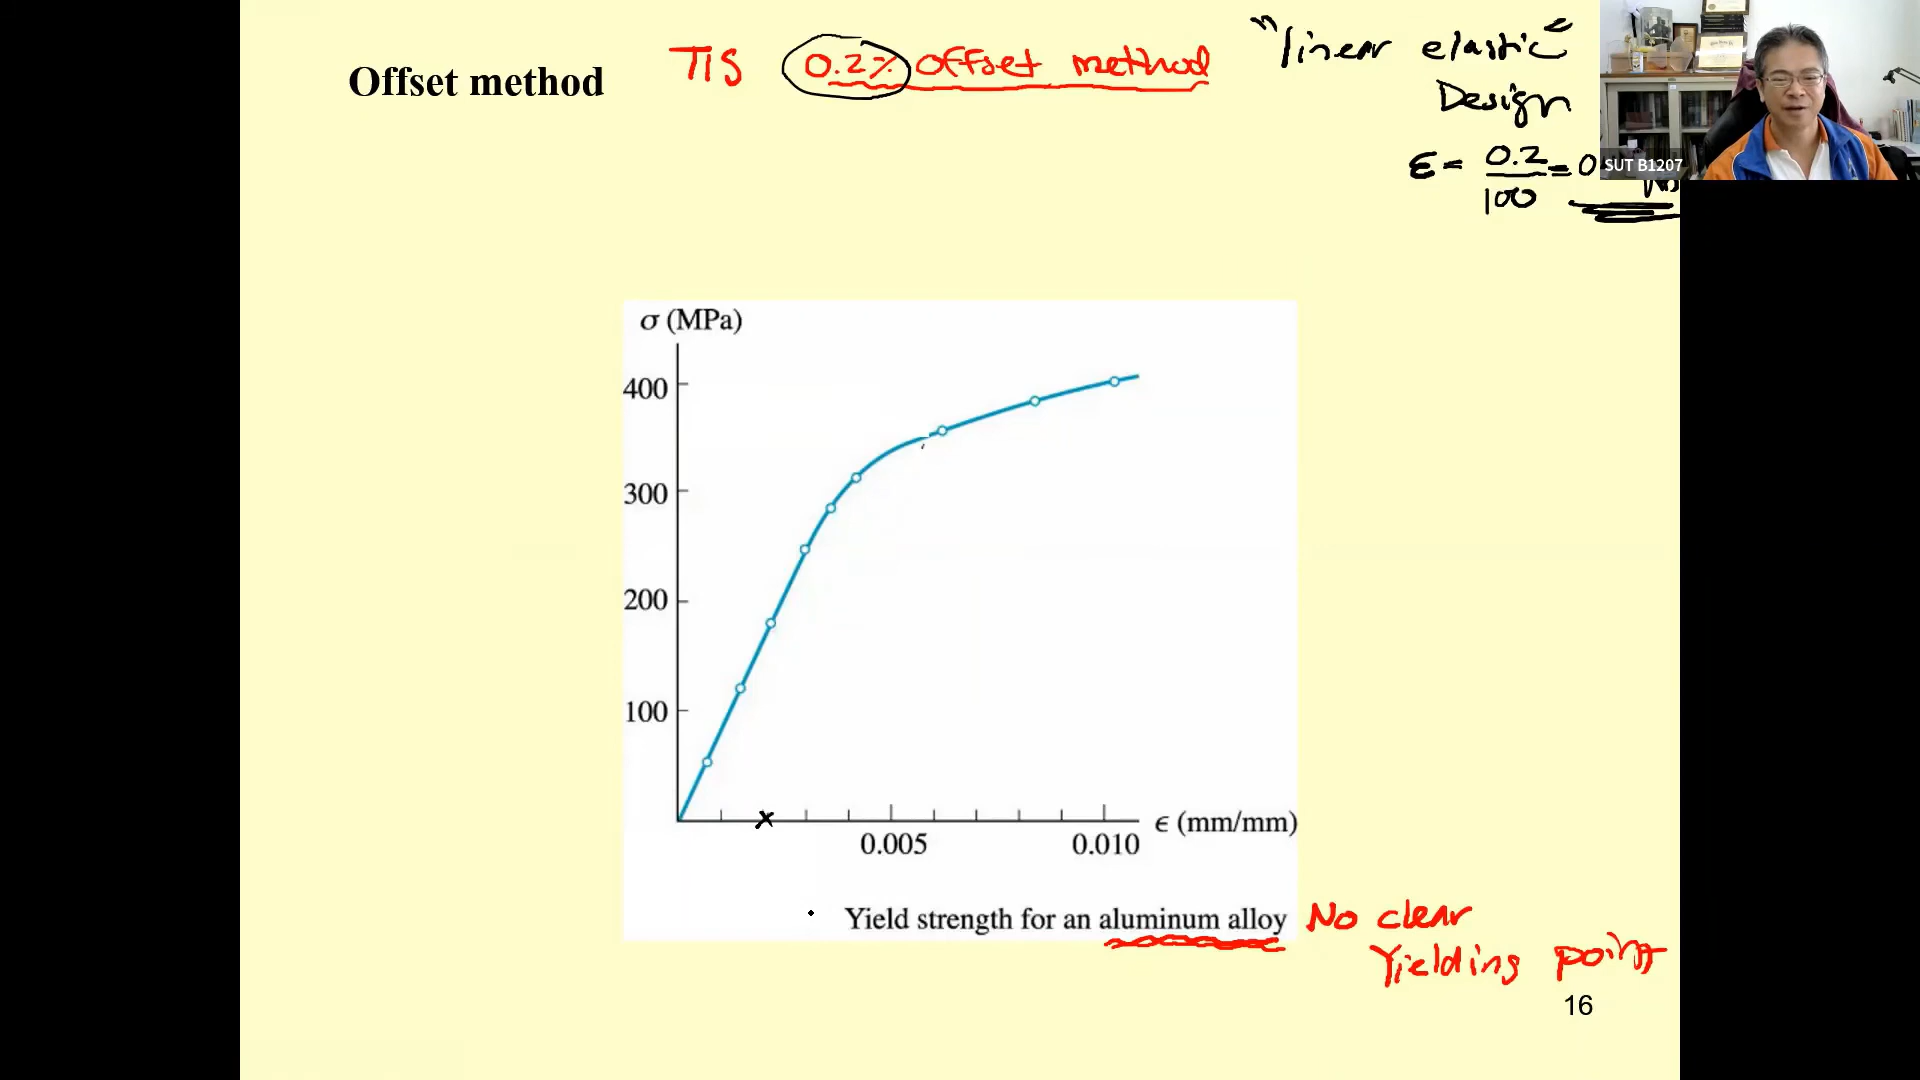 Offset method
TIS 0.2% offset method
"linear elastic"
Design
ε = 0.2/100 = 0
SUT B1207
σ (MPa)
400
300
200
100
0.005
0.010
ϵ (mm/mm)
Yield strength for an aluminum alloy
No clear
Yielding point
16